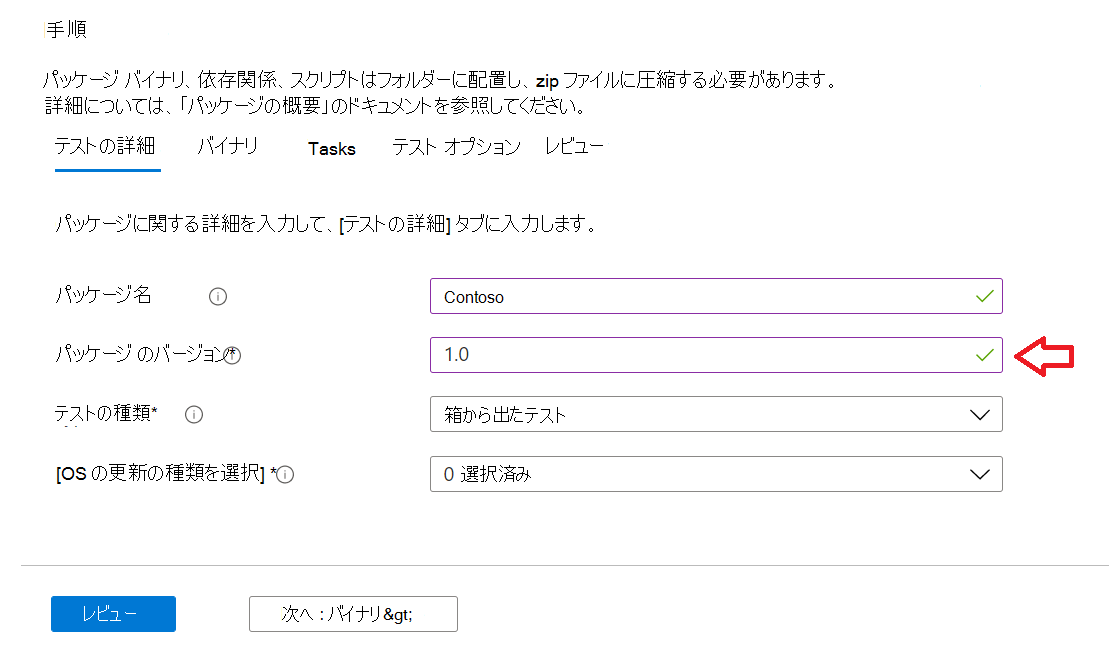 手順
パッケージ バイナリ、依存関係、スクリプトはフォルダーに配置し、zip ファイルに圧縮する必要があります。
詳細については、「パッケージの概要」のドキュメントを参照してください。
テストの詳細 バイナリ Tasks テスト オプション レビュー
パッケージに関する詳細を入力して、[テストの詳細] タブに入力します。
パッケージ名 Contoso
パッケージ のバージョン* 1.0
テストの種類* 箱から出たテスト
[OS の更新の種類を選択] * 0 選択済み
レビュー 次へ : バイナリ&gt;